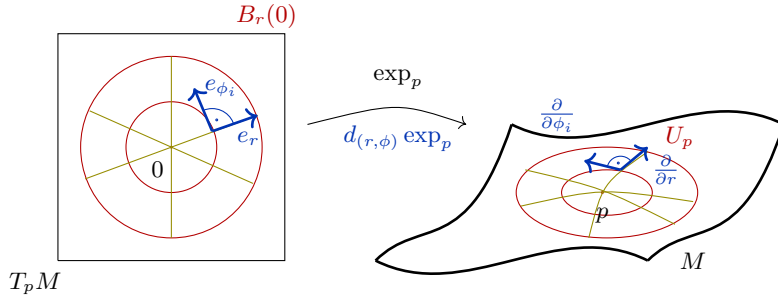 B_r(0)
exp_p
d_{(r,ϕ)} exp_p
e_{ϕ_i}
e_r
0
T_pM
∂/∂ϕ_i
U_p
∂/∂r
p
M